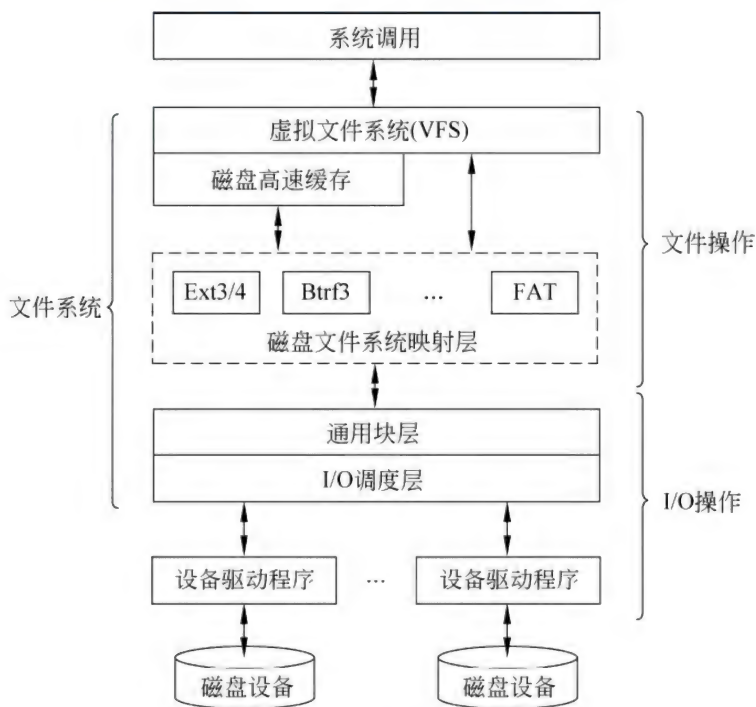 系统调用
虚拟文件系统(VFS)
磁盘高速缓存
文件操作
Ext3/4
Btrf3
...
FAT
文件系统
磁盘文件系统映射层
通用块层
I/O调度层
I/O操作
设备驱动程序
...
设备驱动程序
磁盘设备
磁盘设备